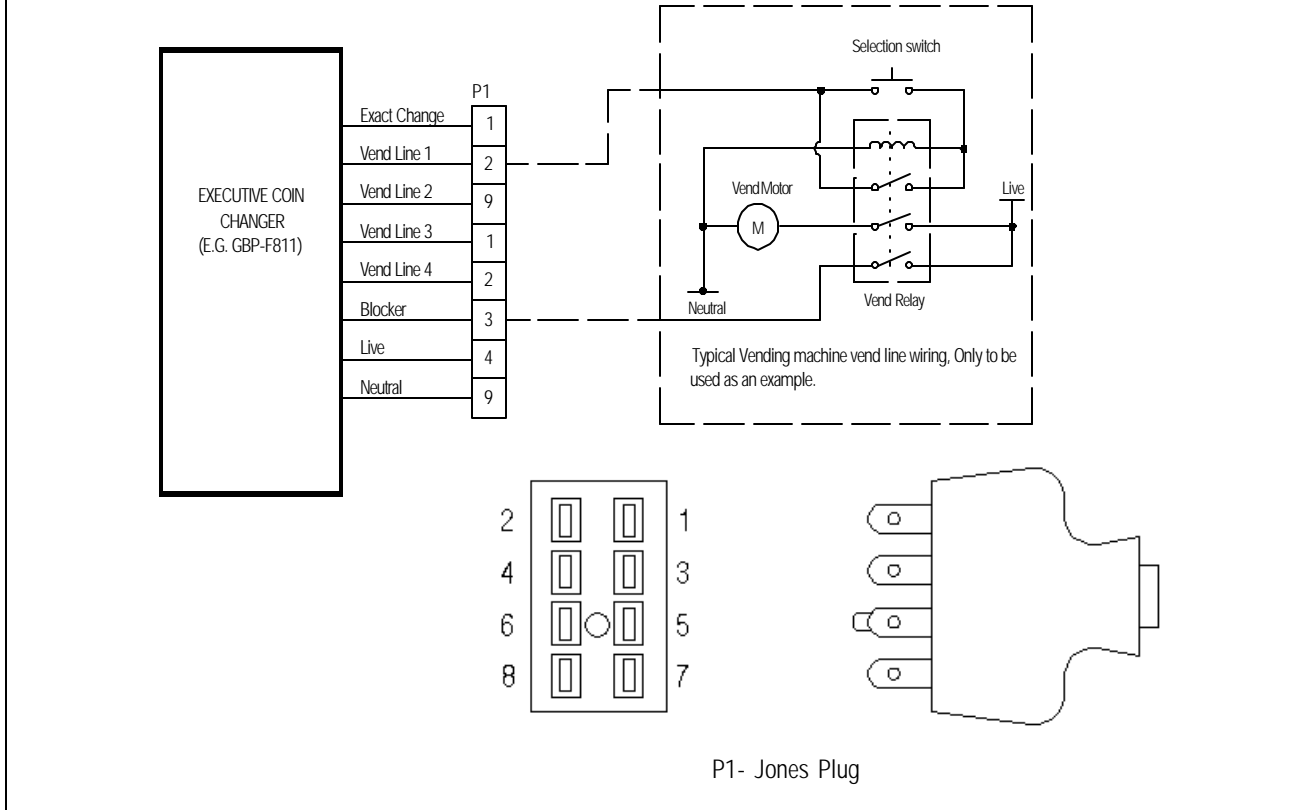 EXECUTIVE COIN
CHANGER
(E.G. GBP-F811)
P1
Exact Change 1
Vend Line 1 2
Vend Line 2 9
Vend Line 3 1
Vend Line 4 2
Blocker 3
Live 4
Neutral 9
Selection switch
Vend Motor
M
Live
Neutral
Vend Relay
Typical Vending machine vend line wiring, Only to be
used as an example.
2 1
4 3
6 5
8 7
P1- Jones Plug